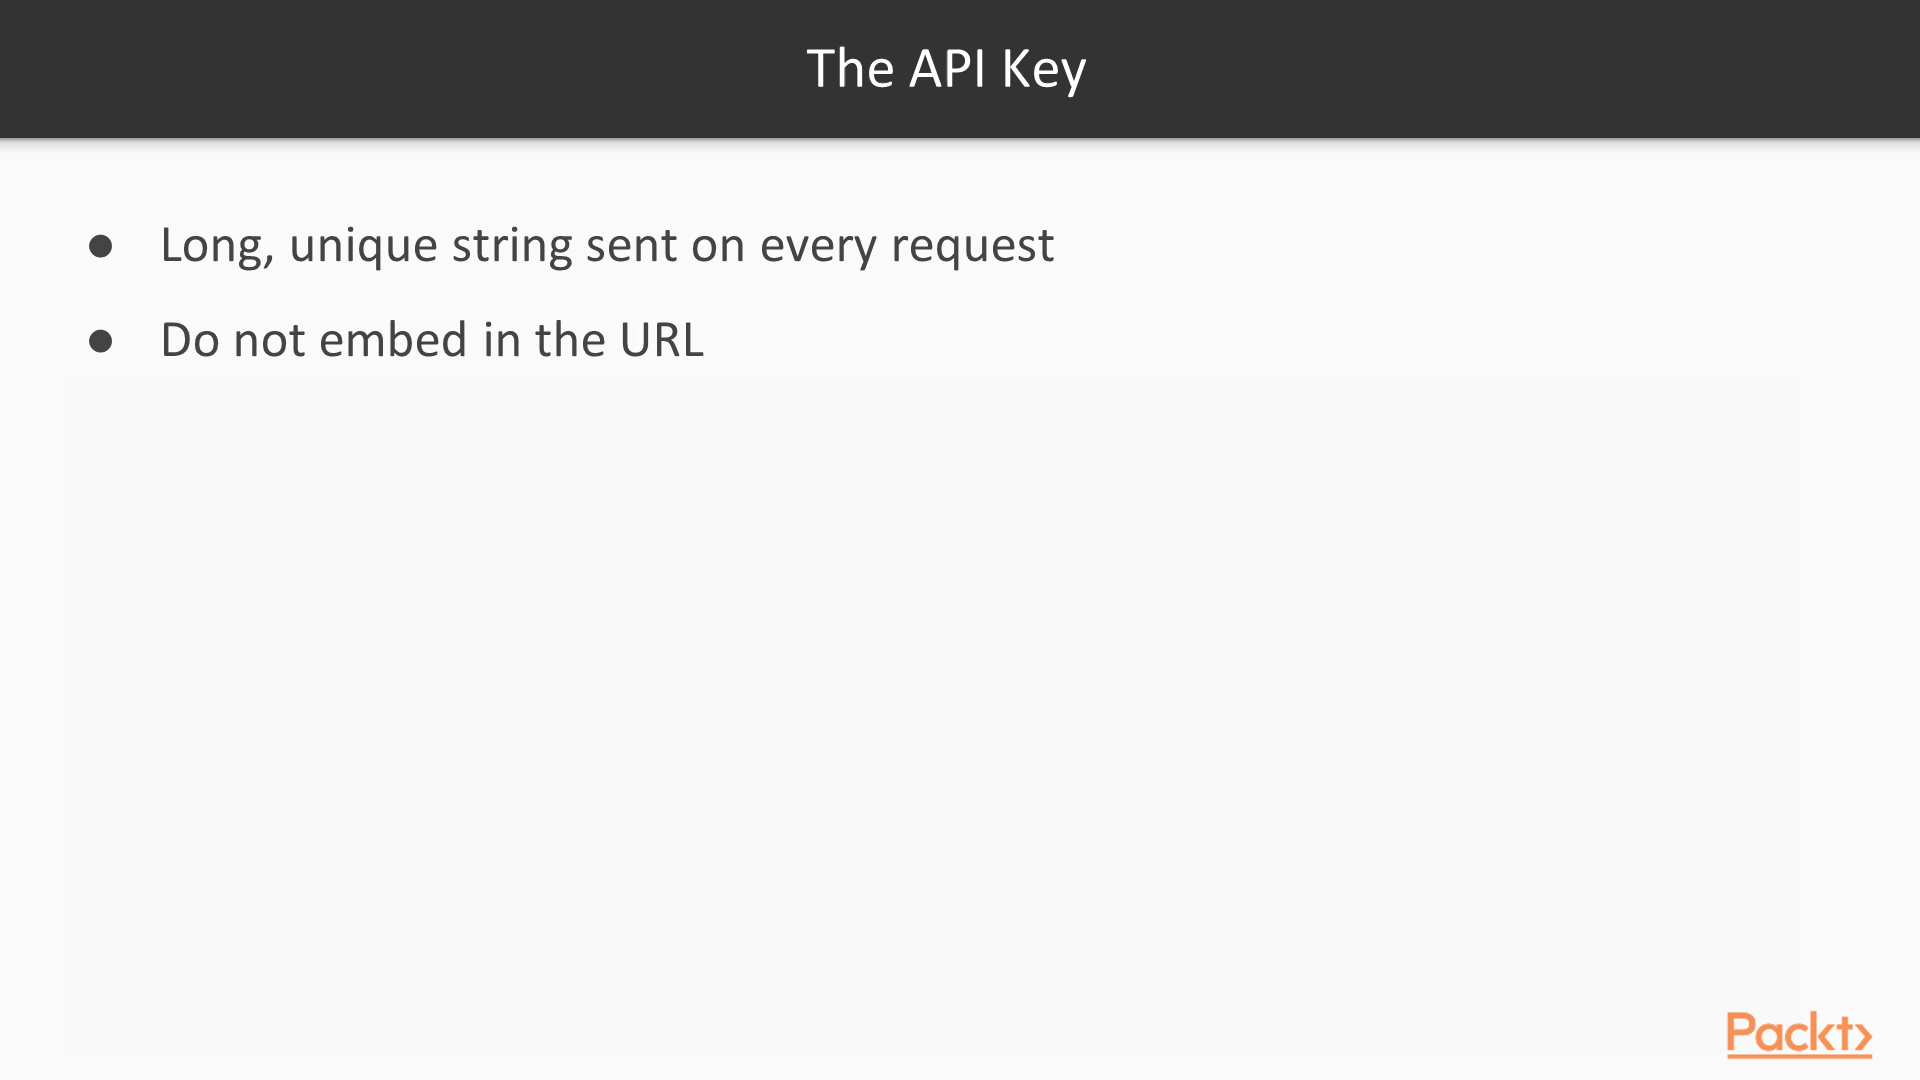 The API Key
● Long, unique string sent on every request
● Do not embed in the URL
Packt>